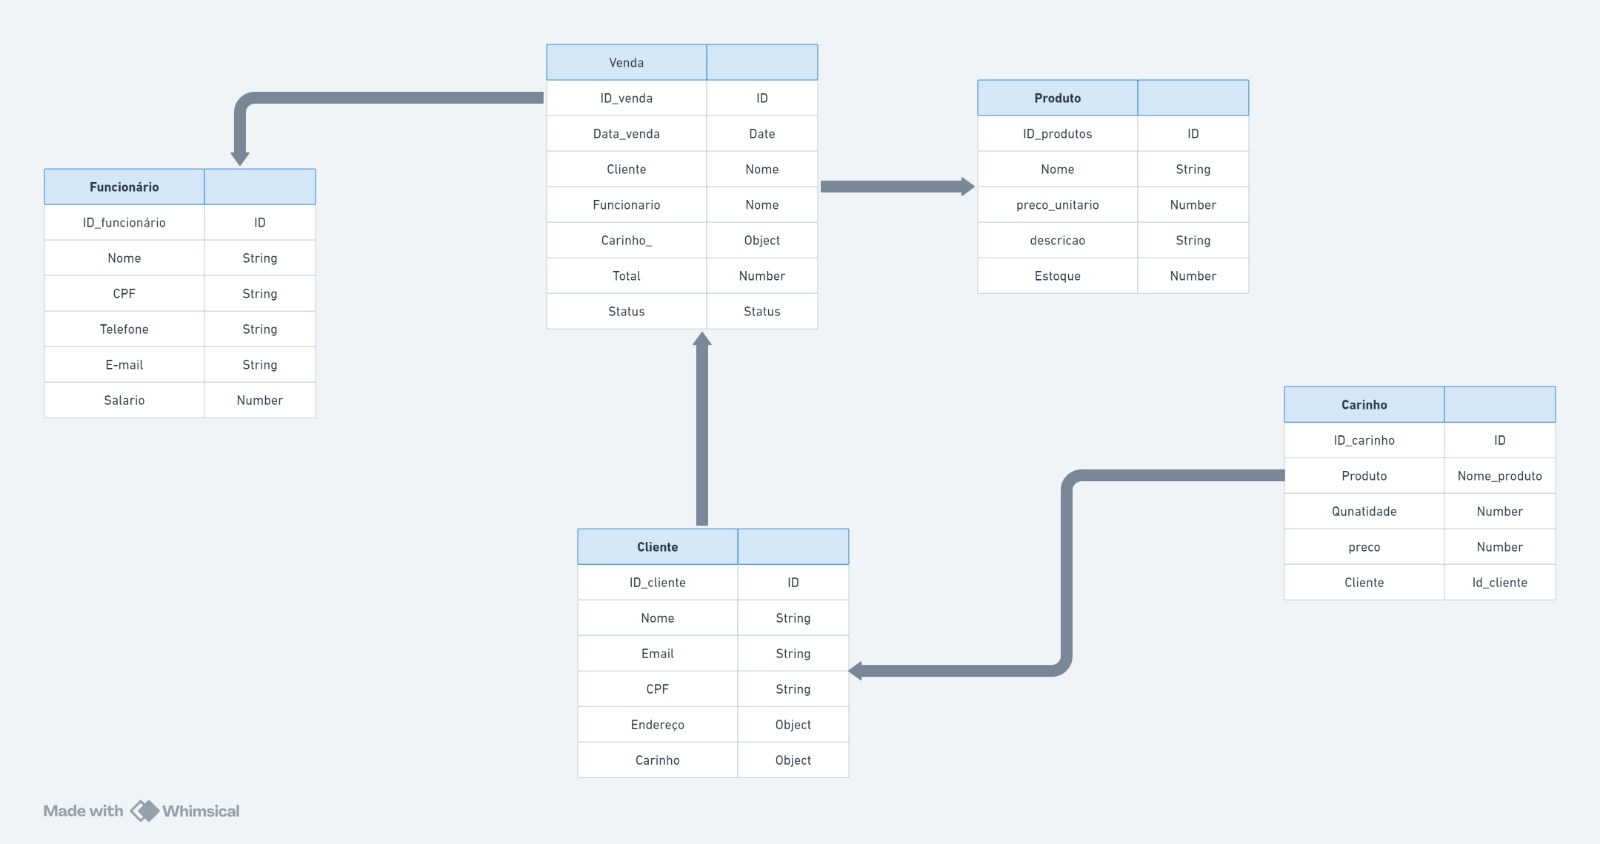 Venda
ID_venda ID
Data_venda Date
Cliente Nome
Funcionario Nome
Carinho_ Object
Total Number
Status Status
Produto
ID_produtos ID
Nome String
preco_unitario Number
descricao String
Estoque Number
Funcionário
ID_funcionário ID
Nome String
CPF String
Telefone String
E-mail String
Salario Number
Carinho
ID_carinho ID
Produto Nome_produto
Qunatidade Number
preco Number
Cliente Id_cliente
Cliente
ID_cliente ID
Nome String
Email String
CPF String
Endereço Object
Carinho Object
Made with Whimsical